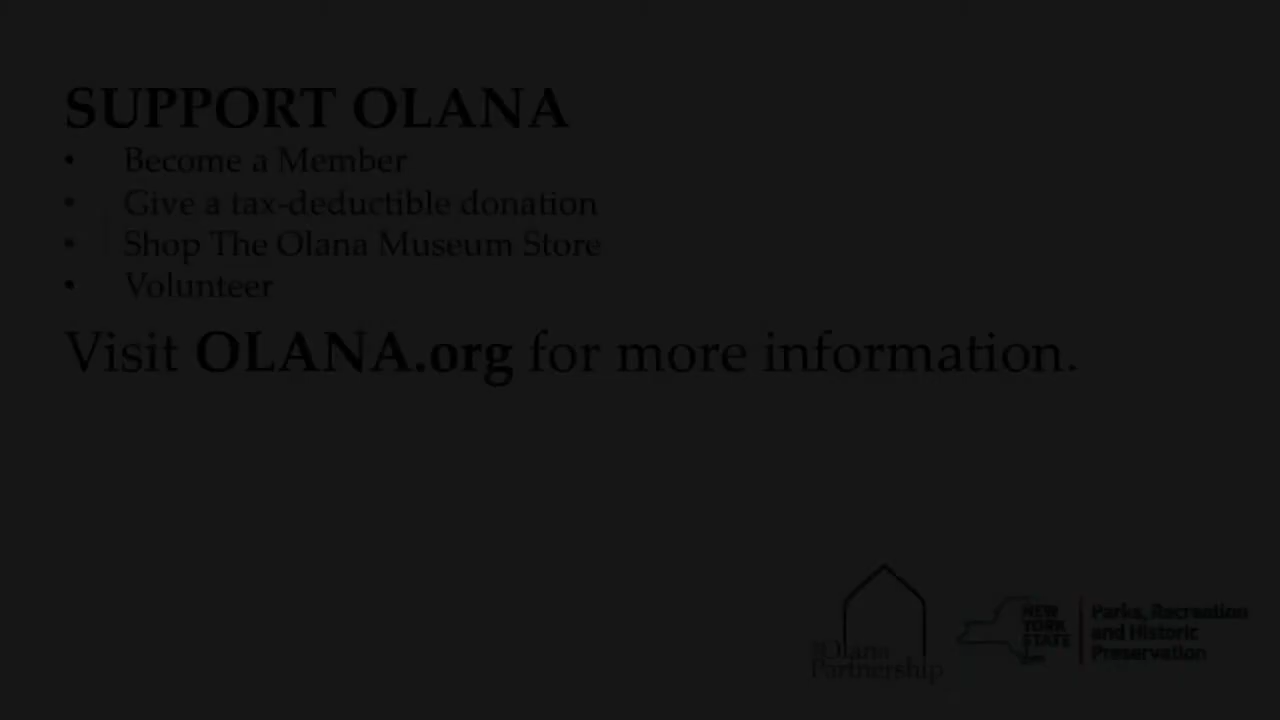 SUPPORT OLANA
• Become a Member
• Give a tax-deductible donation
• Shop The Olana Museum Store
• Volunteer
Visit OLANA.org for more information.
Olana
Partnership
NEW
YORK
STATE
Parks, Recreation
and Historic
Preservation